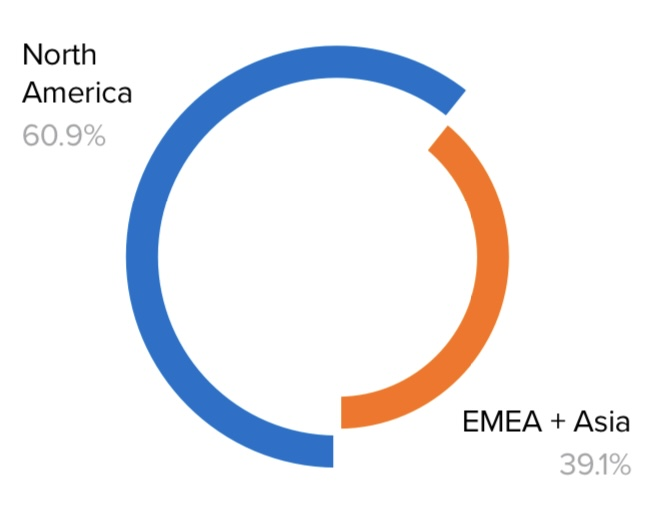 North
America
60.9%
EMEA + Asia
39.1%